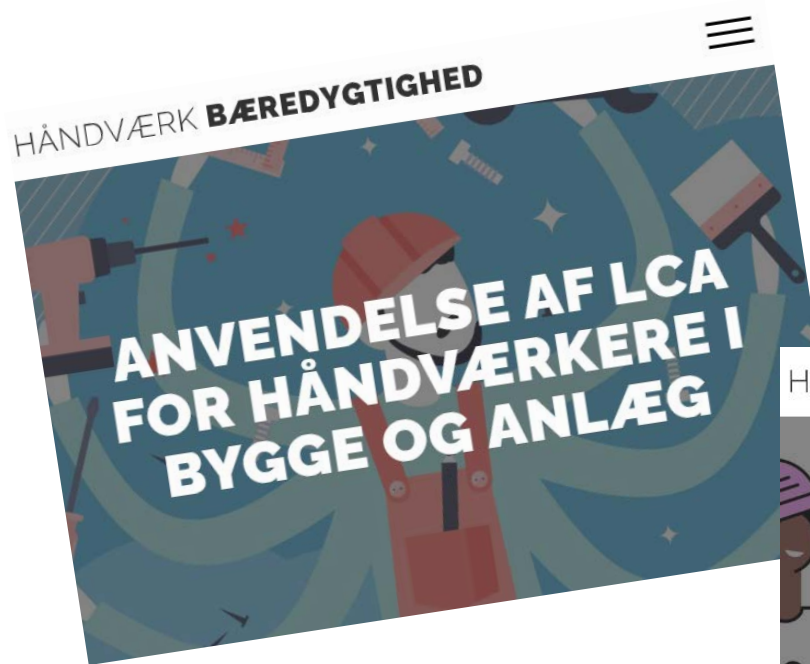 HÅNDVÆRK BÆREDYGTIGHED
ANVENDELSE AF LCA
FOR HÅNDVÆRKERE I
BYGGE OG ANLÆG
H